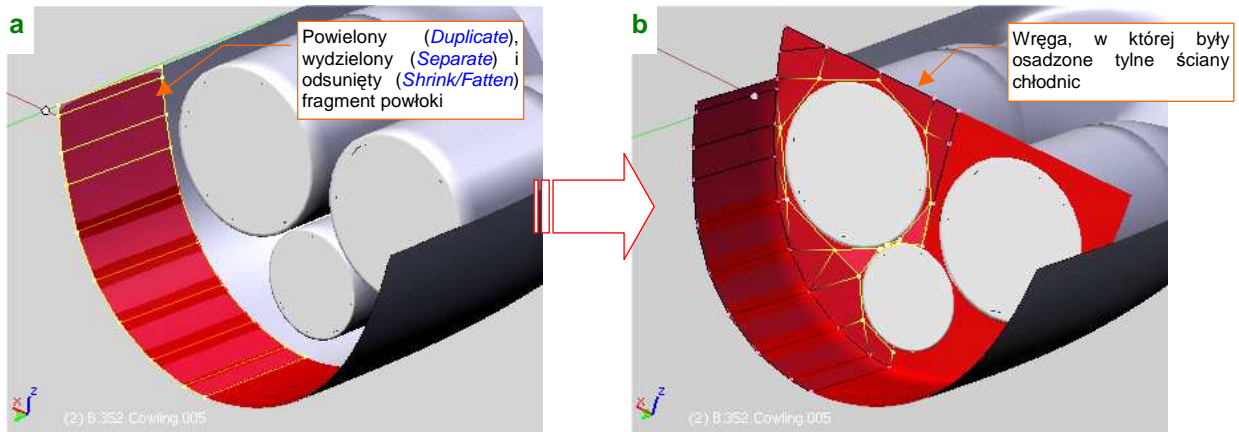 a
Powielony (Duplicate),
wydzielony (Separate) i
odsunięty (Shrink/Fatten)
fragment powłoki
x
z
(2) B.352.Cowling.005
b
Wręga, w której były
osadzone tylne ściany
chłodnic
x
z
(2) B.352.Cowling.005